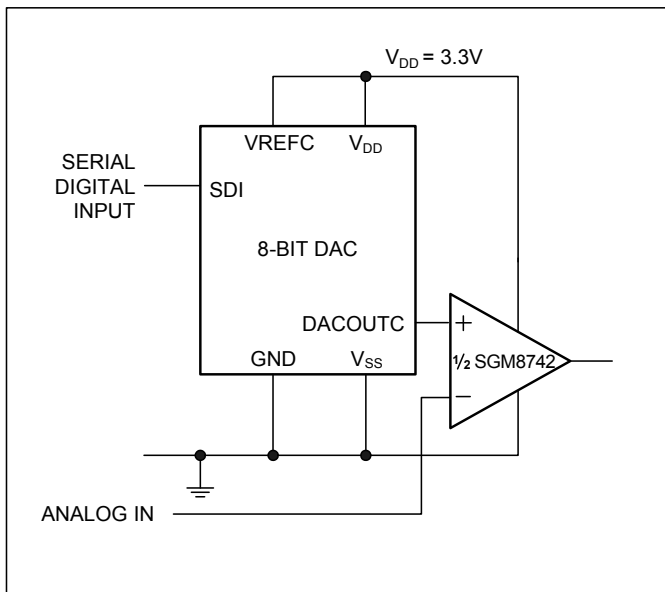 V_DD = 3.3V
VREFC V_DD
SERIAL
DIGITAL
INPUT
SDI
8-BIT DAC
DACOUTC
+
½ SGM8742
−
GND V_SS
ANALOG IN